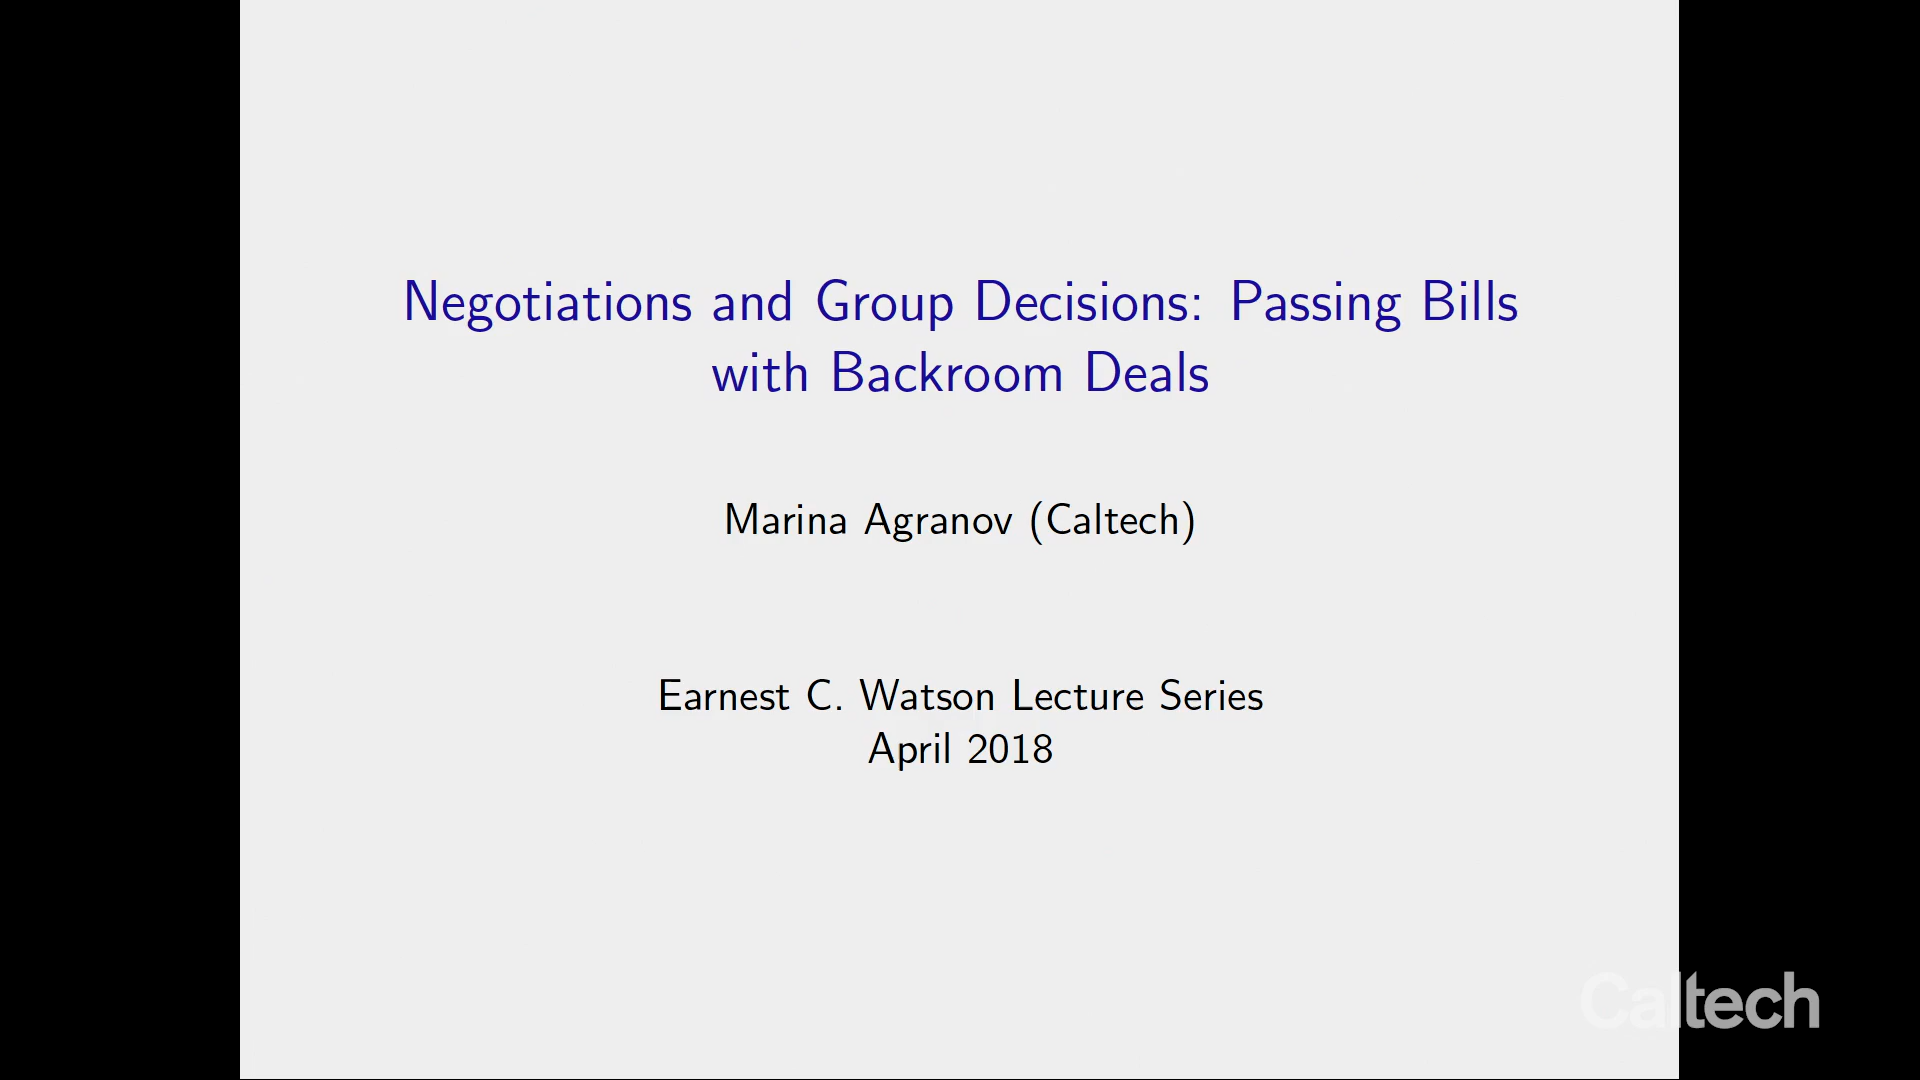 Negotiations and Group Decisions: Passing Bills
with Backroom Deals
Marina Agranov (Caltech)
Earnest C. Watson Lecture Series
April 2018
Caltech